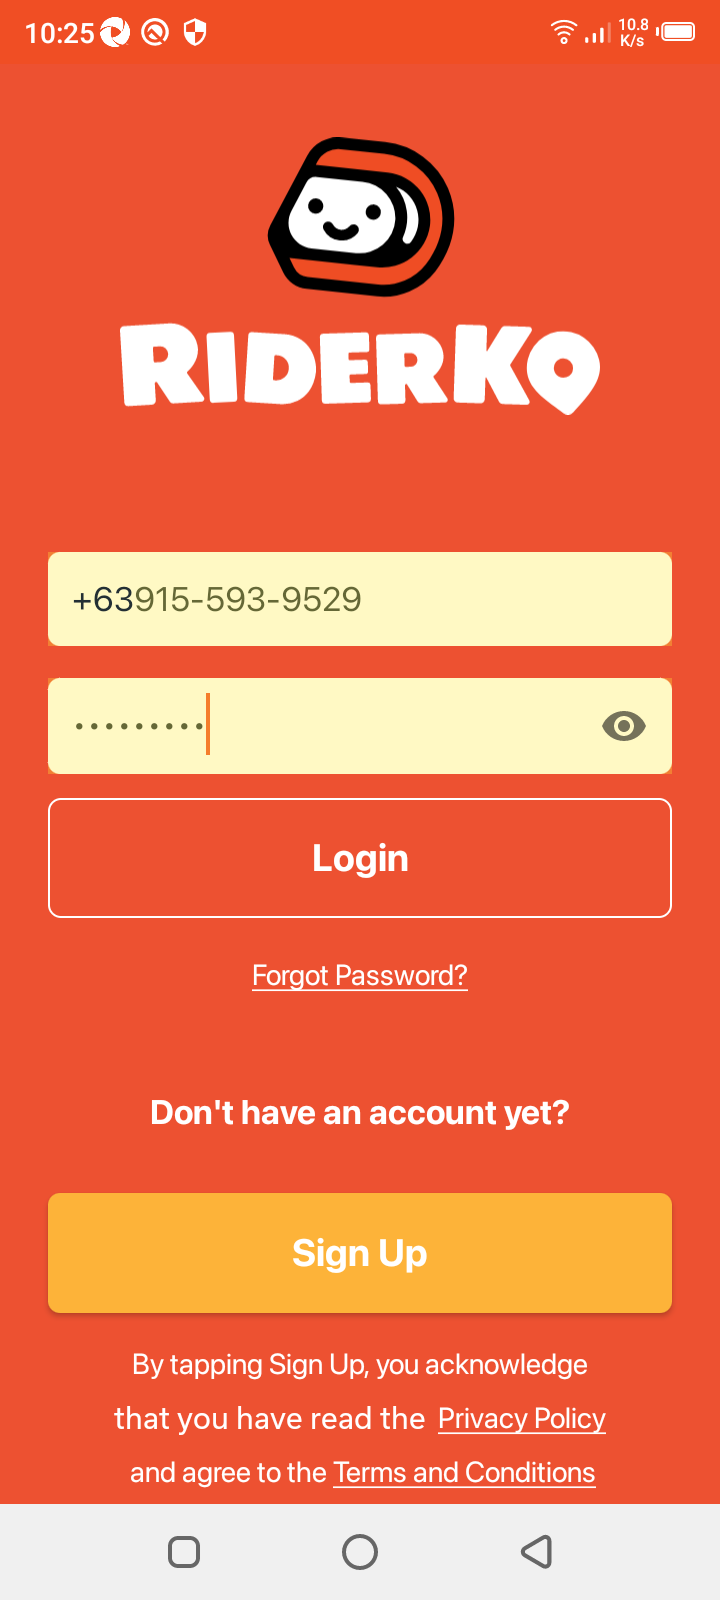 10:25
10.8
K/s
RIDERKO
+63915-593-9529
•••••••••
Login
Forgot Password?
Don't have an account yet?
Sign Up
By tapping Sign Up, you acknowledge
that you have read the Privacy Policy
and agree to the Terms and Conditions